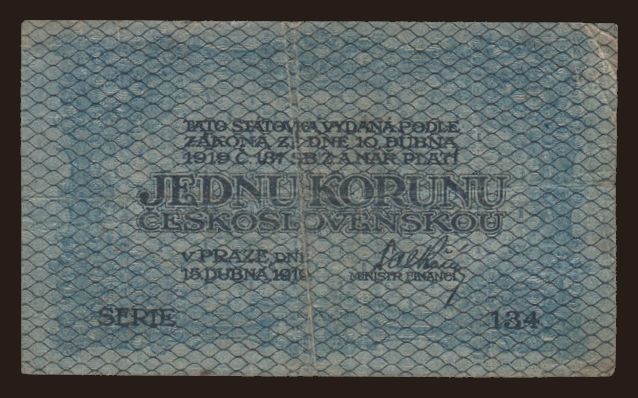 TATO STÁTOVKA, VYDANÁ PODLE
ZÁKONA ZE DNE 10. DUBNA
1919 Č. 187 SB. Z. A NAŘ. PLATÍ
JEDNU KORUNU
ČESKOSLOVENSKOU
V PRAZE, DNE
15. DUBNA 1919
MINISTR FINANCÍ
SERIE 134